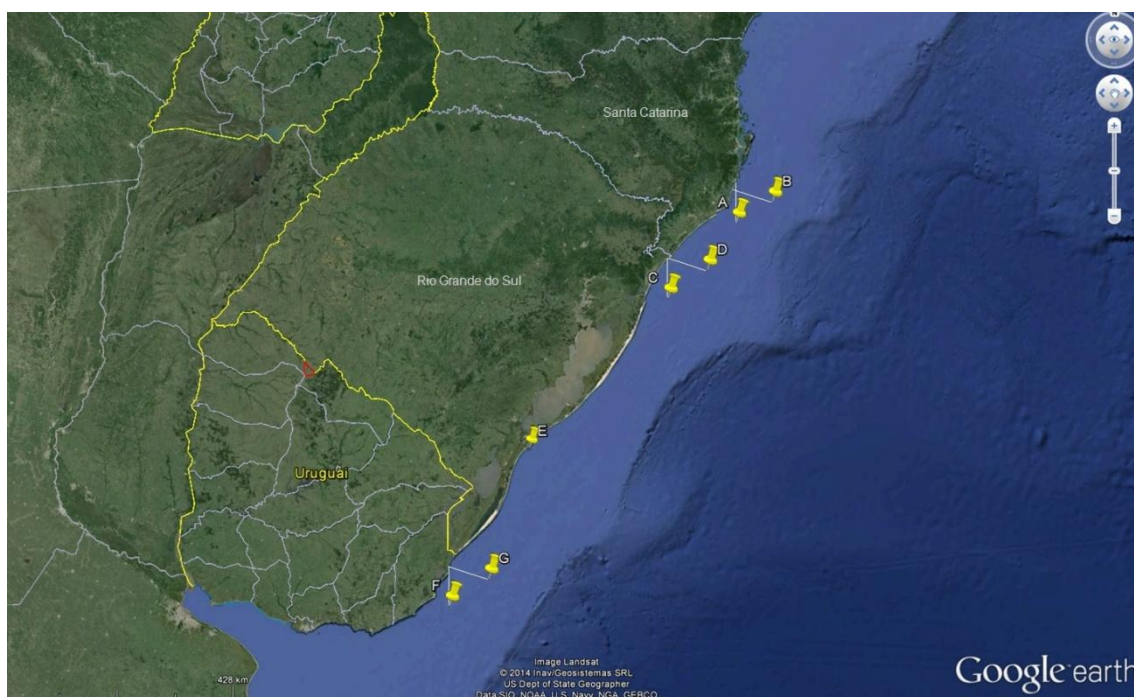 N
Santa Catarina
B
A
D
C
Rio Grande do Sul
E
Uruguai
G
F
Image Landsat
© 2014 Inav/Geosistemas SRL
US Dept of State Geographer
Data SIO, NOAA, U.S. Navy, NGA, GEBCO
428 km
Google earth